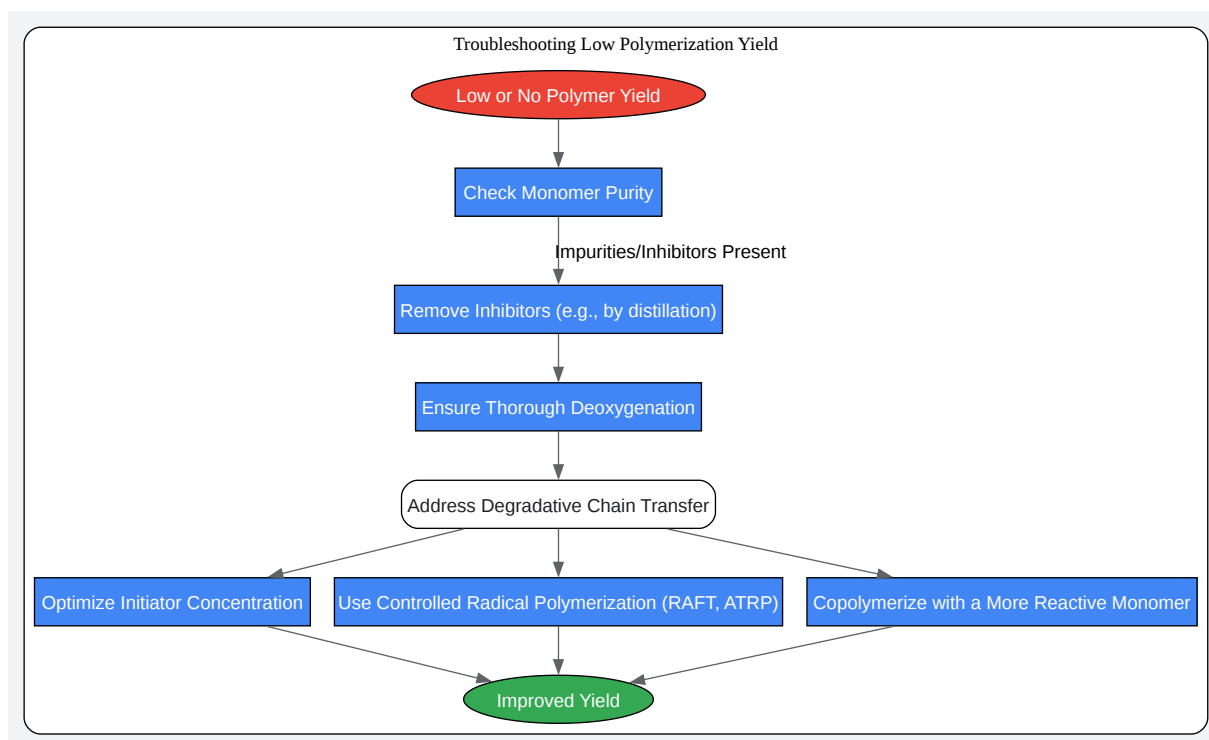 Troubleshooting Low Polymerization Yield
Low or No Polymer Yield
Check Monomer Purity
Impurities/Inhibitors Present
Remove Inhibitors (e.g., by distillation)
Ensure Thorough Deoxygenation
Address Degradative Chain Transfer
Optimize Initiator Concentration
Use Controlled Radical Polymerization (RAFT, ATRP)
Copolymerize with a More Reactive Monomer
Improved Yield